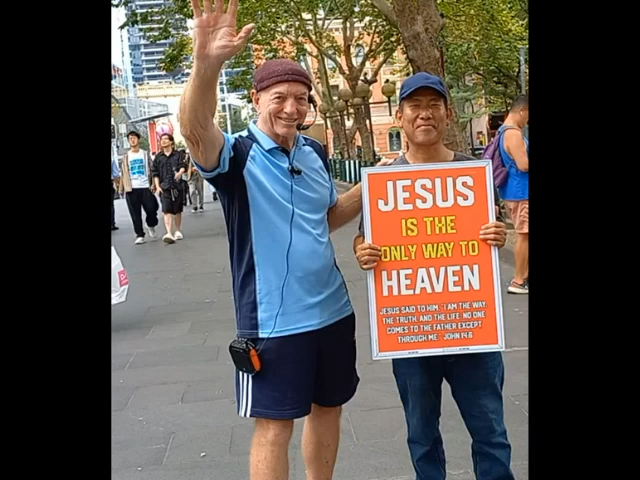 JESUS
IS THE
ONLY WAY TO
HEAVEN
JESUS SAID TO HIM, "I AM THE WAY,
THE TRUTH, AND THE LIFE. NO ONE
COMES TO THE FATHER EXCEPT
THROUGH ME." JOHN 14:6